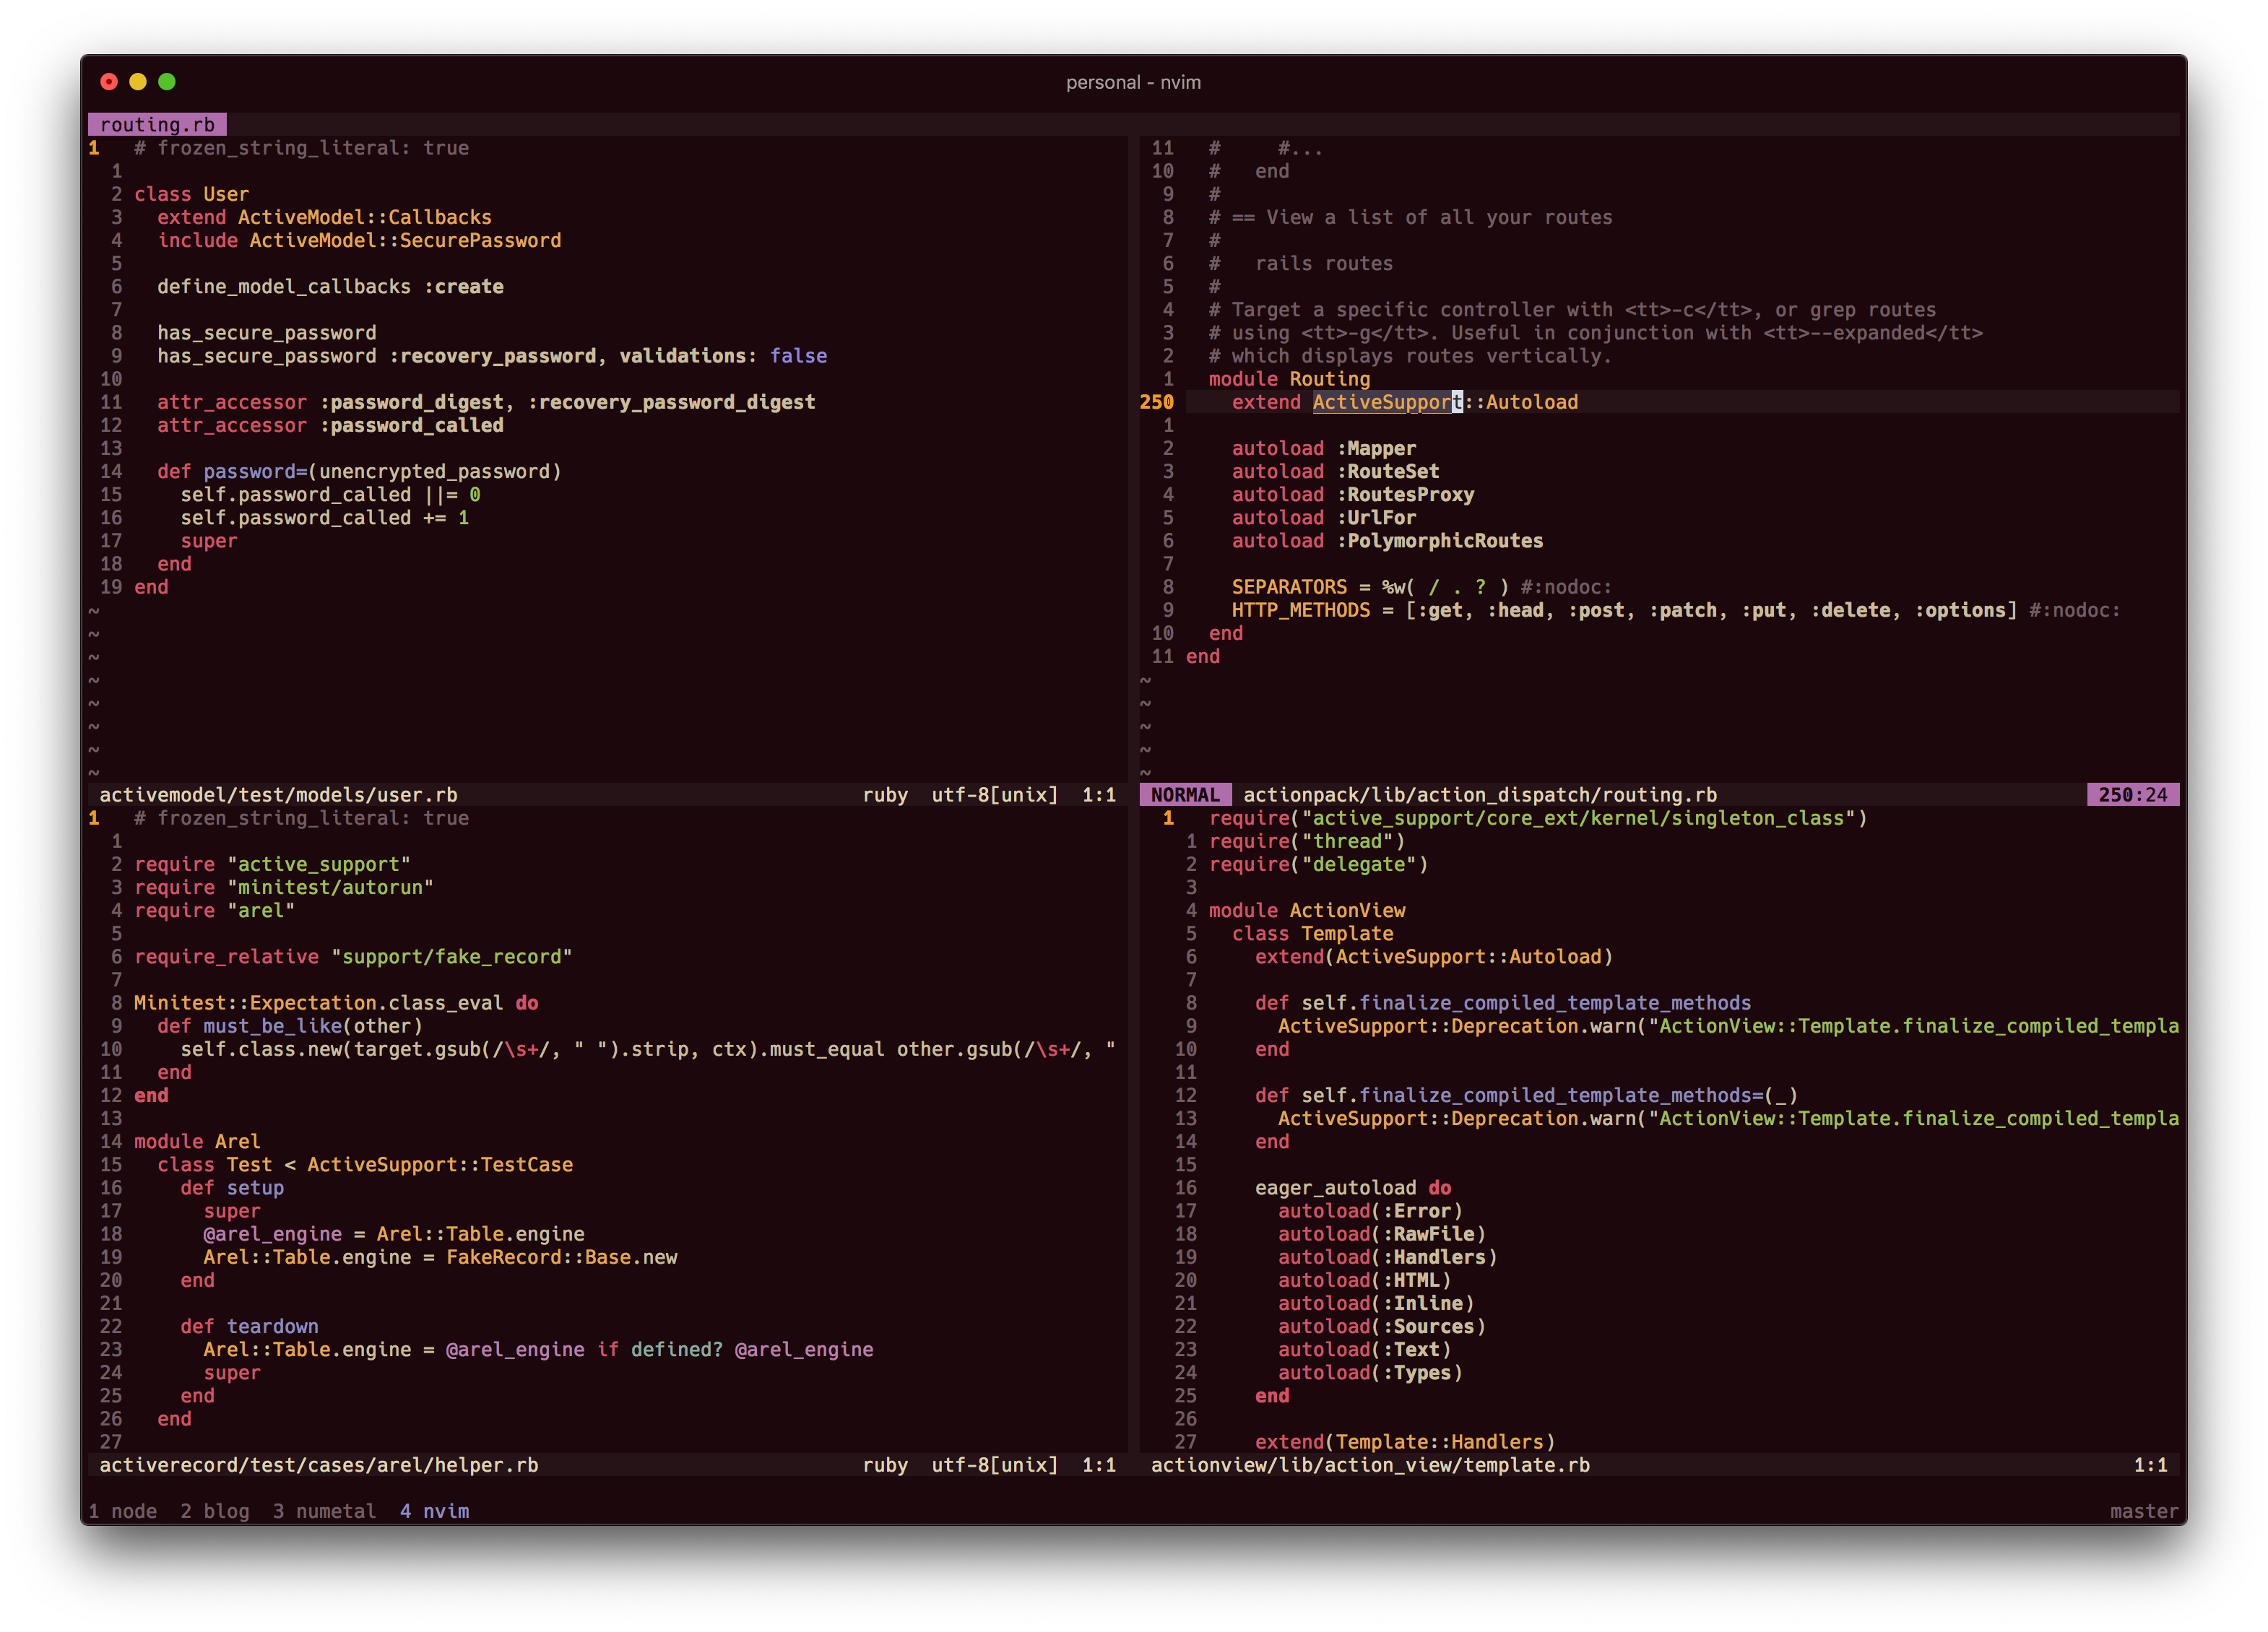 personal - nvim
routing.rb
1   # frozen_string_literal: true
  1
  2 class User
  3   extend ActiveModel::Callbacks
  4   include ActiveModel::SecurePassword
  5
  6   define_model_callbacks :create
  7
  8   has_secure_password
  9   has_secure_password :recovery_password, validations: false
 10
 11   attr_accessor :password_digest, :recovery_password_digest
 12   attr_accessor :password_called
 13
 14   def password=(unencrypted_password)
 15     self.password_called ||= 0
 16     self.password_called += 1
 17     super
 18   end
 19 end
~
~
~
~
~
~
~
~
activemodel/test/models/user.rb ruby utf-8[unix] 1:1
 11   #     #...
 10   #   end
  9   #
  8   # == View a list of all your routes
  7   #
  6   #   rails routes
  5   #
  4   # Target a specific controller with <tt>-c</tt>, or grep routes
  3   # using <tt>-g</tt>. Useful in conjunction with <tt>--expanded</tt>
  2   # which displays routes vertically.
  1   module Routing
250     extend ActiveSupport::Autoload
  1
  2     autoload :Mapper
  3     autoload :RouteSet
  4     autoload :RoutesProxy
  5     autoload :UrlFor
  6     autoload :PolymorphicRoutes
  7
  8     SEPARATORS = %w( / . ? ) #:nodoc:
  9     HTTP_METHODS = [:get, :head, :post, :patch, :put, :delete, :options] #:nodoc:
 10   end
 11 end
~
~
~
~
~
NORMAL actionpack/lib/action_dispatch/routing.rb 250:24
1   # frozen_string_literal: true
  1
  2 require "active_support"
  3 require "minitest/autorun"
  4 require "arel"
  5
  6 require_relative "support/fake_record"
  7
  8 Minitest::Expectation.class_eval do
  9   def must_be_like(other)
 10     self.class.new(target.gsub(/\s+/, " ").strip, ctx).must_equal other.gsub(/\s+/, "
 11   end
 12 end
 13
 14 module Arel
 15   class Test < ActiveSupport::TestCase
 16     def setup
 17       super
 18       @arel_engine = Arel::Table.engine
 19       Arel::Table.engine = FakeRecord::Base.new
 20     end
 21
 22     def teardown
 23       Arel::Table.engine = @arel_engine if defined? @arel_engine
 24       super
 25     end
 26   end
 27
activerecord/test/cases/arel/helper.rb ruby utf-8[unix] 1:1
1   require("active_support/core_ext/kernel/singleton_class")
  1 require("thread")
  2 require("delegate")
  3
  4 module ActionView
  5   class Template
  6     extend(ActiveSupport::Autoload)
  7
  8     def self.finalize_compiled_template_methods
  9       ActiveSupport::Deprecation.warn("ActionView::Template.finalize_compiled_templa
 10     end
 11
 12     def self.finalize_compiled_template_methods=(_)
 13       ActiveSupport::Deprecation.warn("ActionView::Template.finalize_compiled_templa
 14     end
 15
 16     eager_autoload do
 17       autoload(:Error)
 18       autoload(:RawFile)
 19       autoload(:Handlers)
 20       autoload(:HTML)
 21       autoload(:Inline)
 22       autoload(:Sources)
 23       autoload(:Text)
 24       autoload(:Types)
 25     end
 26
 27     extend(Template::Handlers)
actionview/lib/action_view/template.rb 1:1
1 node  2 blog  3 numetal  4 nvim master